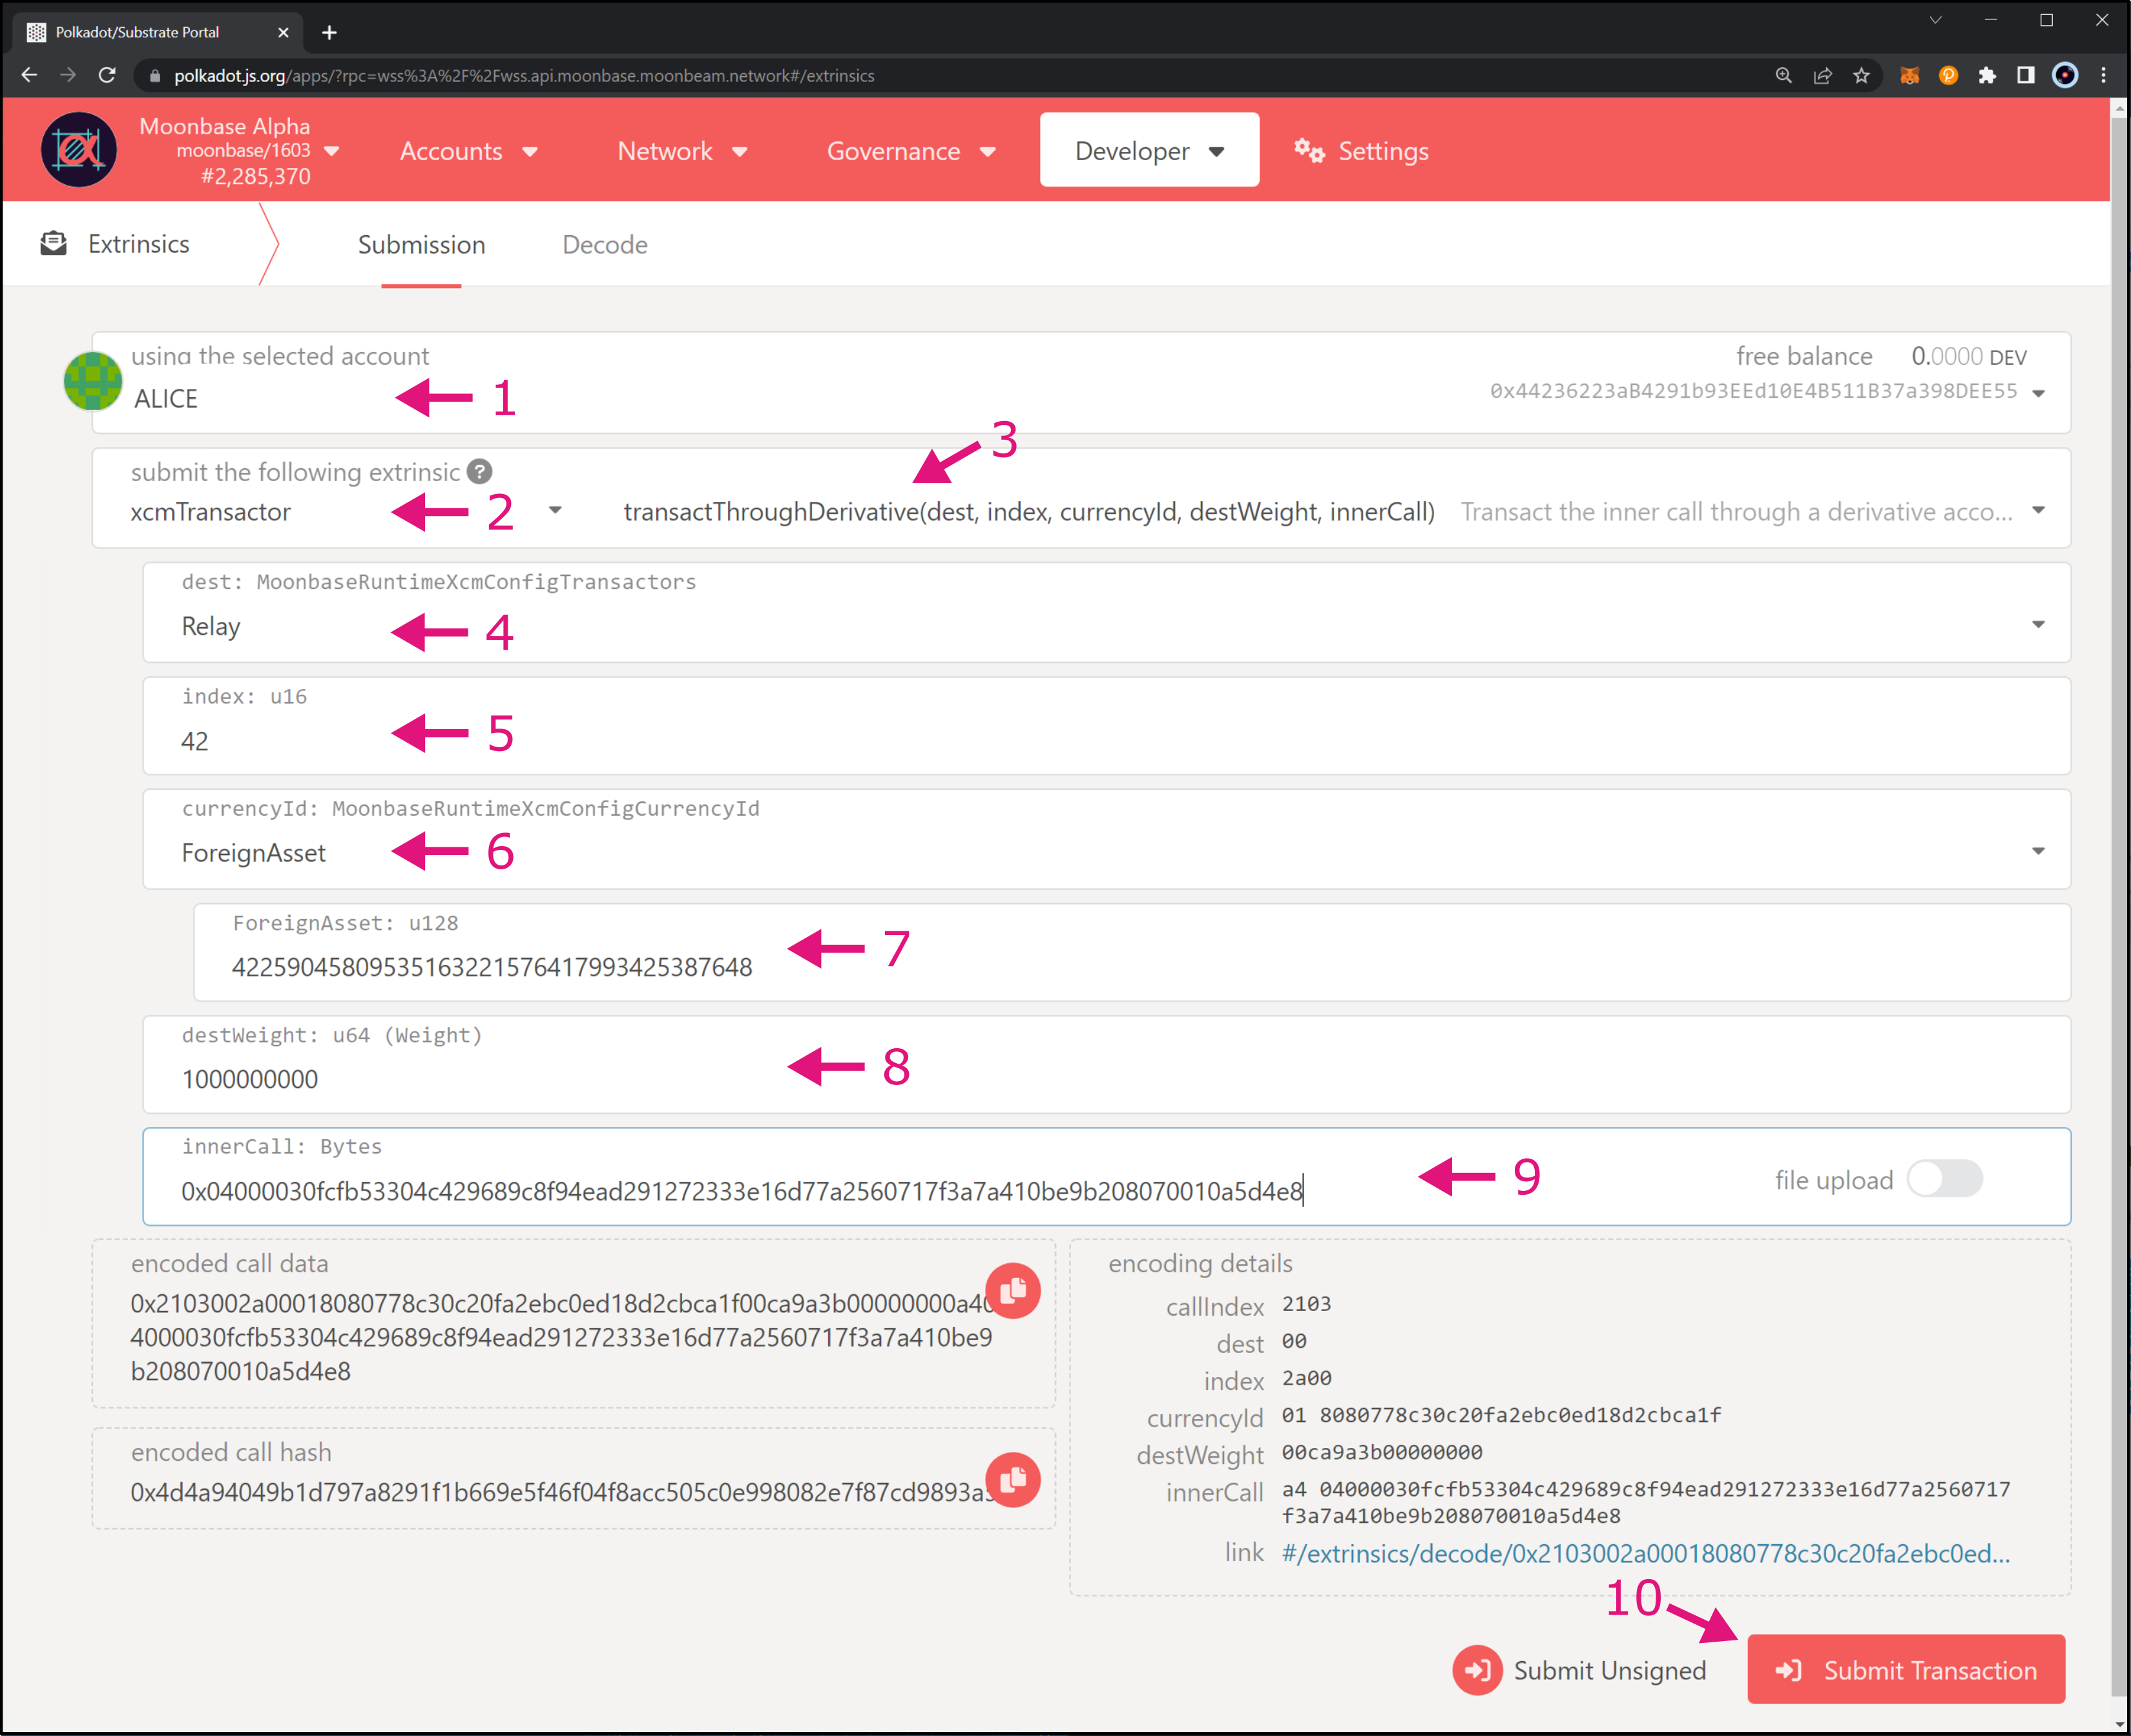 Polkadot/Substrate Portal
polkadot.js.org/apps/?rpc=wss%3A%2F%2Fwss.api.moonbase.moonbeam.network#/extrinsics
Moonbase Alpha
moonbase/1603
#2,285,370
Accounts
Network
Governance
Developer
Settings
Extrinsics
Submission
Decode
using the selected account
ALICE
1
free balance 0.0000 DEV
0x44236223aB4291b93EEd10E4B511B37a398DEE55
submit the following extrinsic ?
xcmTransactor
2
3
transactThroughDerivative(dest, index, currencyId, destWeight, innerCall) Transact the inner call through a derivative acco...
dest: MoonbaseRuntimeXcmConfigTransactors
Relay
4
index: u16
42
5
currencyId: MoonbaseRuntimeXcmConfigCurrencyId
ForeignAsset
6
ForeignAsset: u128
42259045809535163221576417993425387648
7
destWeight: u64 (Weight)
1000000000
8
innerCall: Bytes
0x04000030fcfb53304c429689c8f94ead291272333e16d77a2560717f3a7a410be9b208070010a5d4e8
9
file upload
encoded call data
0x2103002a00018080778c30c20fa2ebc0ed18d2cbca1f00ca9a3b00000000a40
4000030fcfb53304c429689c8f94ead291272333e16d77a2560717f3a7a410be9
b208070010a5d4e8
encoded call hash
0x4d4a94049b1d797a8291f1b669e5f46f04f8acc505c0e998082e7f87cd9893a
encoding details
callIndex 2103
dest 00
index 2a00
currencyId 01 8080778c30c20fa2ebc0ed18d2cbca1f
destWeight 00ca9a3b00000000
innerCall a4 04000030fcfb53304c429689c8f94ead291272333e16d77a2560717
f3a7a410be9b208070010a5d4e8
link #/extrinsics/decode/0x2103002a00018080778c30c20fa2ebc0ed...
10
Submit Unsigned
Submit Transaction